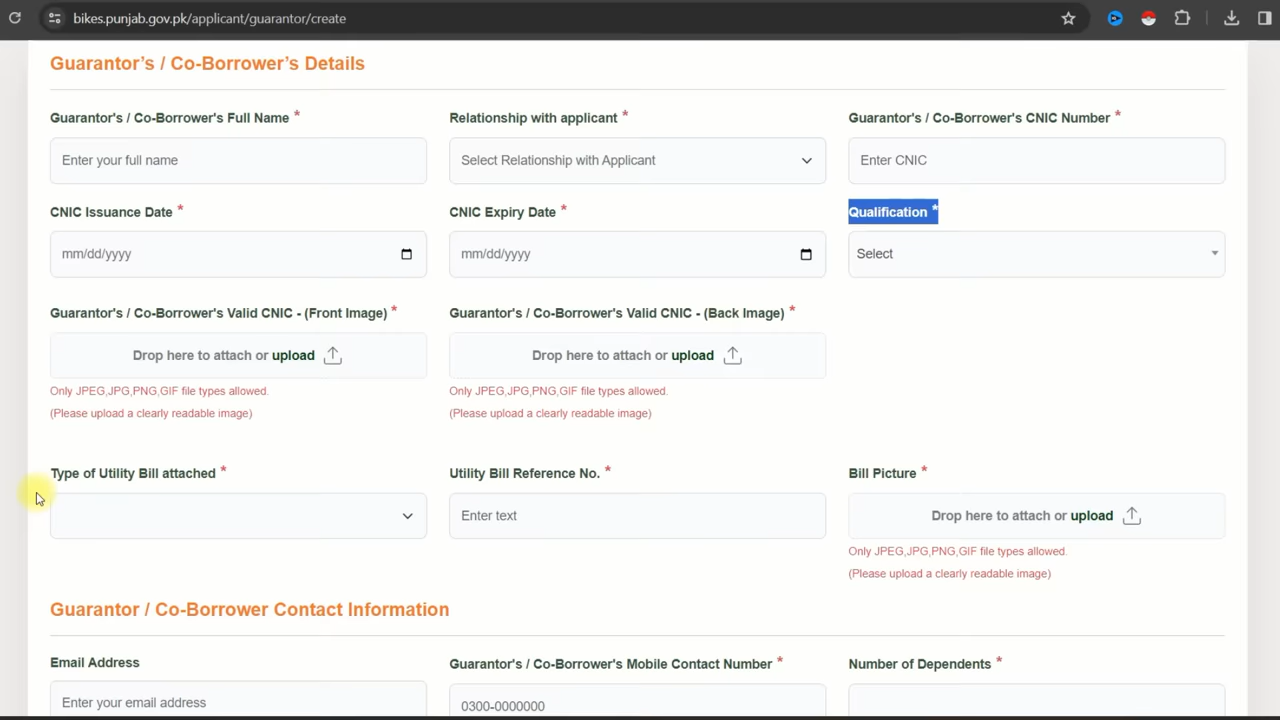 bikes.punjab.gov.pk/applicant/guarantor/create
Guarantor's / Co-Borrower's Details
Guarantor's / Co-Borrower's Full Name * Relationship with applicant * Guarantor's / Co-Borrower's CNIC Number *
Enter your full name Select Relationship with Applicant Enter CNIC
CNIC Issuance Date * CNIC Expiry Date * Qualification *
mm/dd/yyyy mm/dd/yyyy Select
Guarantor's / Co-Borrower's Valid CNIC - (Front Image) * Guarantor's / Co-Borrower's Valid CNIC - (Back Image) *
Drop here to attach or upload Drop here to attach or upload
Only JPEG,JPG,PNG,GIF file types allowed. Only JPEG,JPG,PNG,GIF file types allowed.
(Please upload a clearly readable image) (Please upload a clearly readable image)
Type of Utility Bill attached * Utility Bill Reference No. * Bill Picture *
Enter text Drop here to attach or upload
Only JPEG,JPG,PNG,GIF file types allowed.
(Please upload a clearly readable image)
Guarantor / Co-Borrower Contact Information
Email Address Guarantor's / Co-Borrower's Mobile Contact Number * Number of Dependents *
Enter your email address 0300-0000000